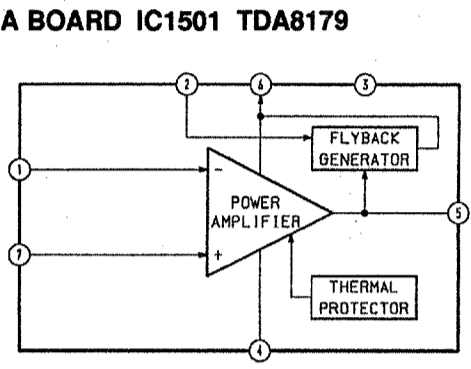 A BOARD IC1501 TDA8179
2 6 3
FLYBACK
GENERATOR
1 -
POWER
AMPLIFIER
5
7 +
THERMAL
PROTECTOR
4